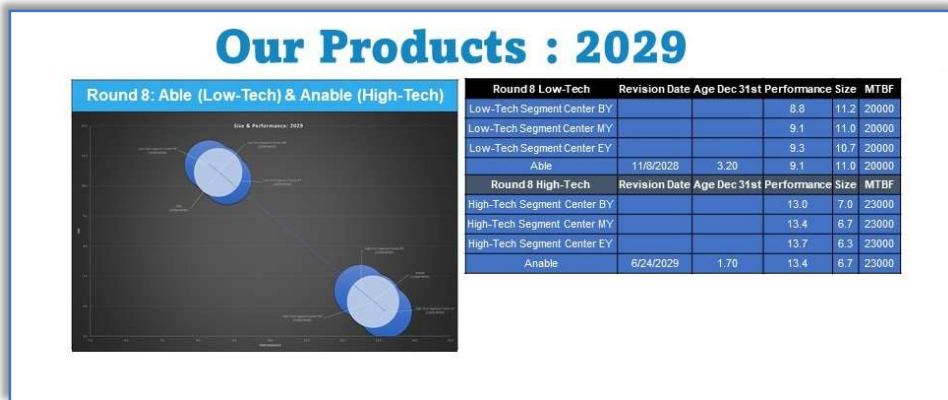 Our Products : 2029
Round 8: Able (Low-Tech) & Anable (High-Tech)
Size & Performance: 2029
Round 8 Low-Tech Revision Date Age Dec 31st Performance Size MTBF
Low-Tech Segment Center BY 8.8 11.2 20000
Low-Tech Segment Center MY 9.1 11.0 20000
Low-Tech Segment Center EY 9.3 10.7 20000
Able 11/8/2028 3.20 9.1 11.0 20000
Round 8 High-Tech Revision Date Age Dec 31st Performance Size MTBF
High-Tech Segment Center BY 13.0 7.0 23000
High-Tech Segment Center MY 13.4 6.7 23000
High-Tech Segment Center EY 13.7 6.3 23000
Anable 6/24/2029 1.70 13.4 6.7 23000